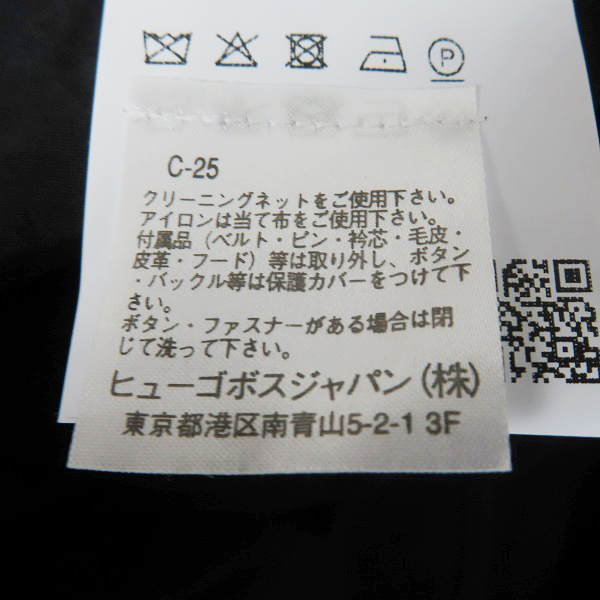 P
C-25
クリーニングネットをご使用下さい。
アイロンは当て布をご使用下さい。
付属品（ベルト・ピン・衿芯・毛皮・
皮革・フード）等は取り外し、ボタン
・バックル等は保護カバーをつけて下
さい。
ボタン・ファスナーがある場合は閉
じて洗って下さい。
ヒューゴボスジャパン（株）
東京都港区南青山5-2-1 3F